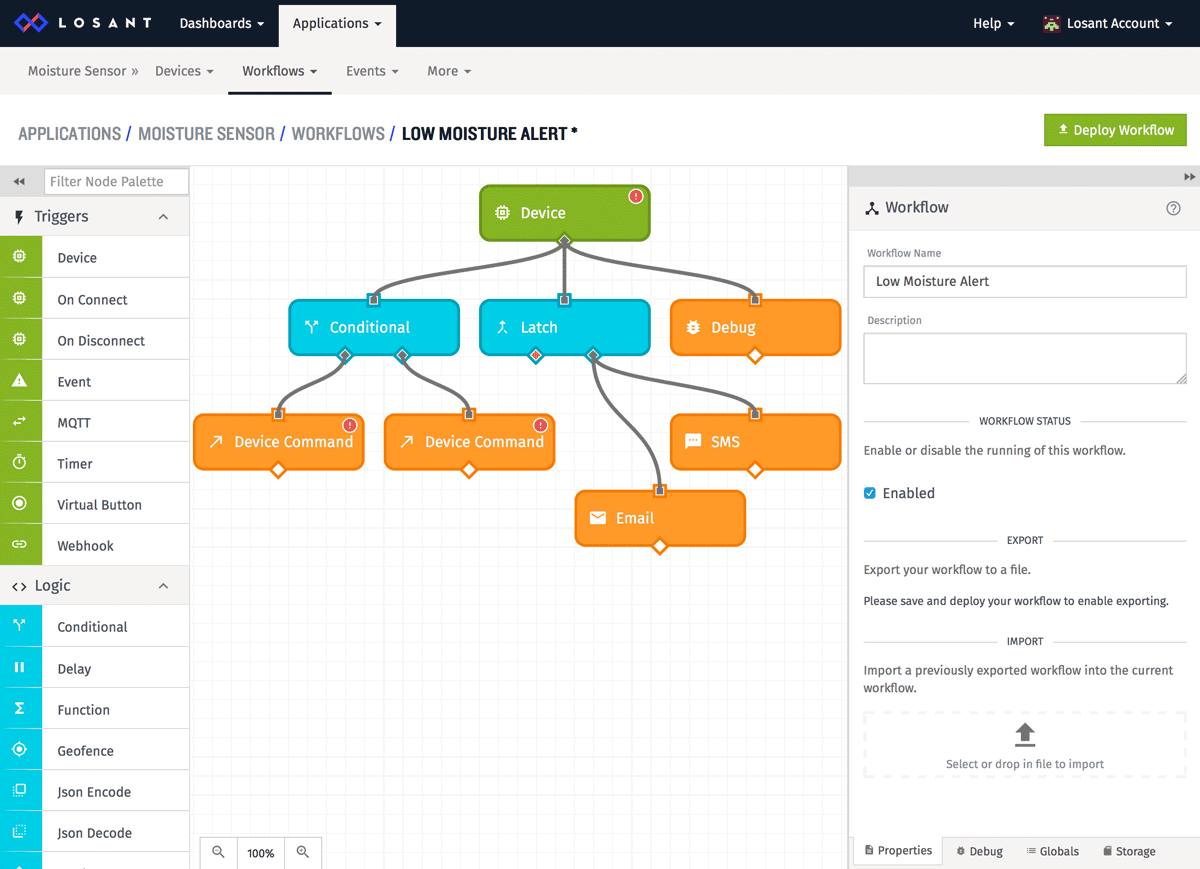 LOSANT
Dashboards
Applications
Help
Losant Account
Moisture Sensor »
Devices
Workflows
Events
More
APPLICATIONS / MOISTURE SENSOR / WORKFLOWS / LOW MOISTURE ALERT *
Deploy Workflow
Filter Node Palette
Triggers
Device
On Connect
On Disconnect
Event
MQTT
Timer
Virtual Button
Webhook
Logic
Conditional
Delay
Function
Geofence
Json Encode
Json Decode
Device
Conditional
Latch
Debug
Device Command
Device Command
SMS
Email
100%
Workflow
Workflow Name
Low Moisture Alert
Description
WORKFLOW STATUS
Enable or disable the running of this workflow.
Enabled
EXPORT
Export your workflow to a file.
Please save and deploy your workflow to enable exporting.
IMPORT
Import a previously exported workflow into the current
workflow.
Select or drop in file to import
Properties
Debug
Globals
Storage